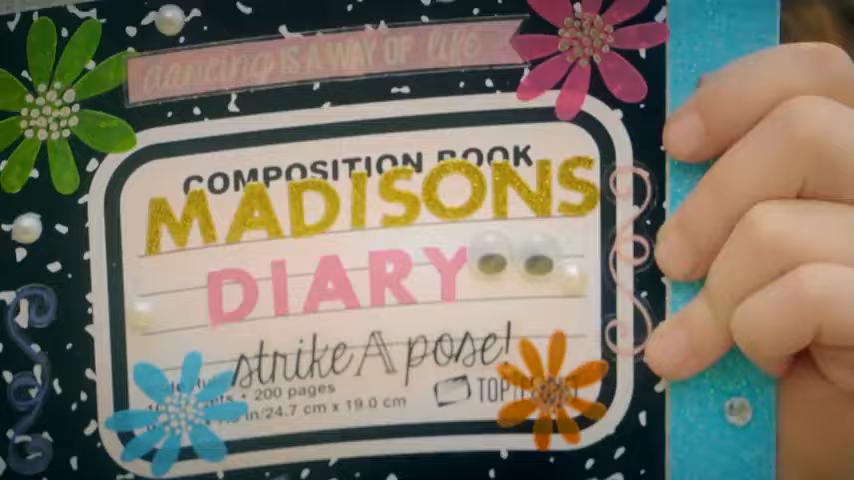 dancing IS A WAY OF life
COMPOSITION BOOK
MADISONS
DIARY
strike A pose!
200 pages
in/24.7 cm x 19.0 cm
TOP